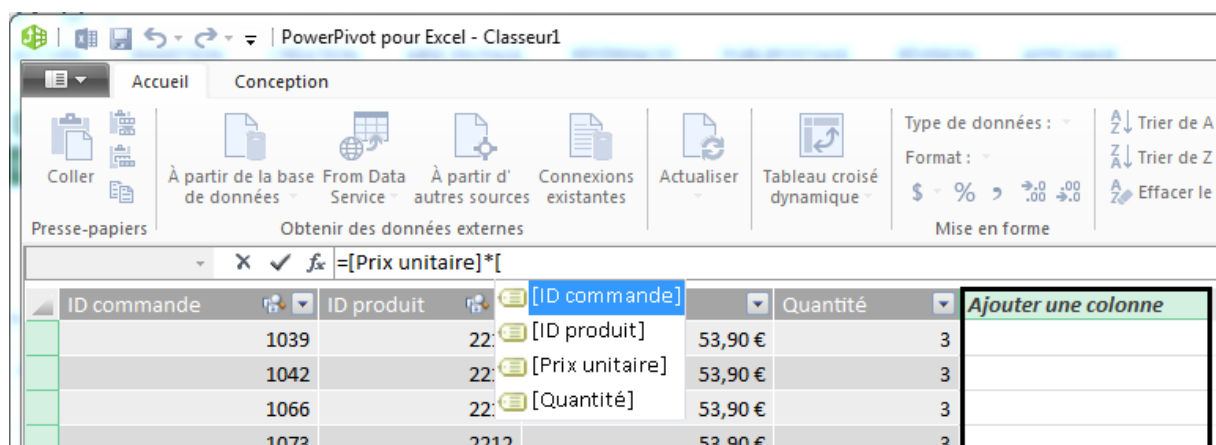 PowerPivot pour Excel - Classeur1
Accueil Conception
Coller
À partir de la base de données
From Data Service
À partir d' autres sources
Connexions existantes
Actualiser
Tableau croisé dynamique
Type de données :
Format :
$ % ,
Trier de A
Trier de Z
Effacer le
Presse-papiers Obtenir des données externes Mise en forme
fx =[Prix unitaire]*[
ID commande ID produit Quantité Ajouter une colonne
[ID commande]
[ID produit]
[Prix unitaire]
[Quantité]
1039 53,90 € 3
1042 53,90 € 3
1066 53,90 € 3
1073 2212 53,90 € 3